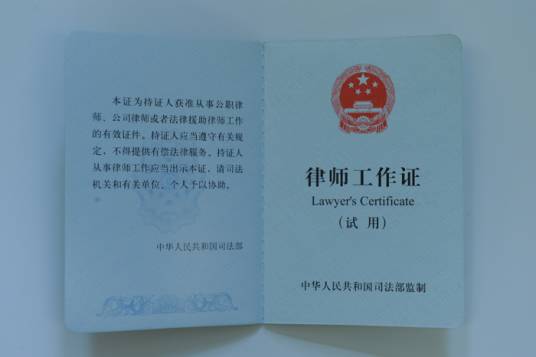 本证为持证人获准从事公职律
师、公司律师或者法律援助律师工作
的有效证件。持证人应当遵守有关规
定，不得提供有偿法律服务。持证人
从事律师工作应当出示本证，请司法
机关和有关单位、个人予以协助。
中华人民共和国司法部
律师工作证
Lawyer's Certificate
（试 用）
中华人民共和国司法部监制